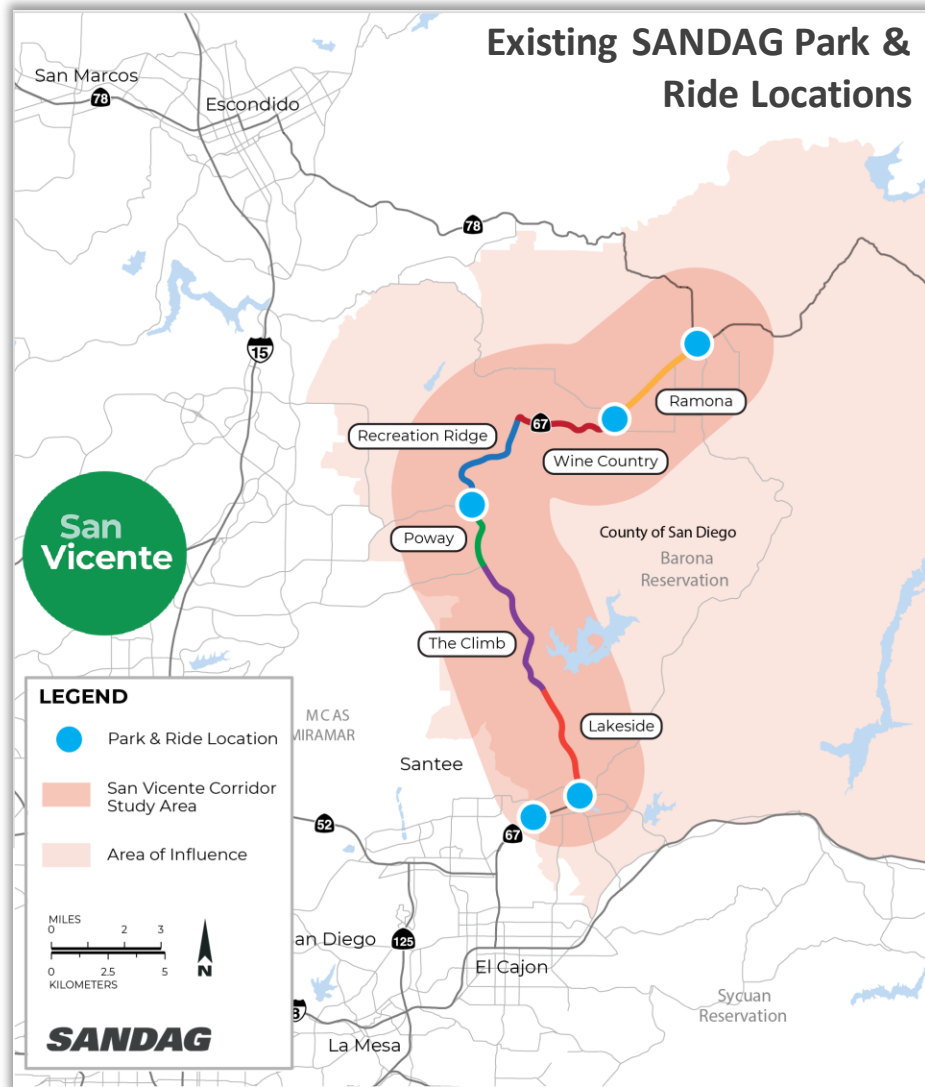 Existing SANDAG Park &
Ride Locations
San Marcos
78
Escondido
78
15
Ramona
67
Recreation Ridge
Wine Country
San
Vicente
Poway
County of San Diego
Barona
Reservation
The Climb
LEGEND
Park & Ride Location
San Vicente Corridor
Study Area
Area of Influence
MILES
0 2 3
0 2.5 5
KILOMETERS
N
SANDAG
MCAS
MIRAMAR
Lakeside
Santee
52
67
an Diego
125
El Cajon
8
La Mesa
Sycuan
Reservation